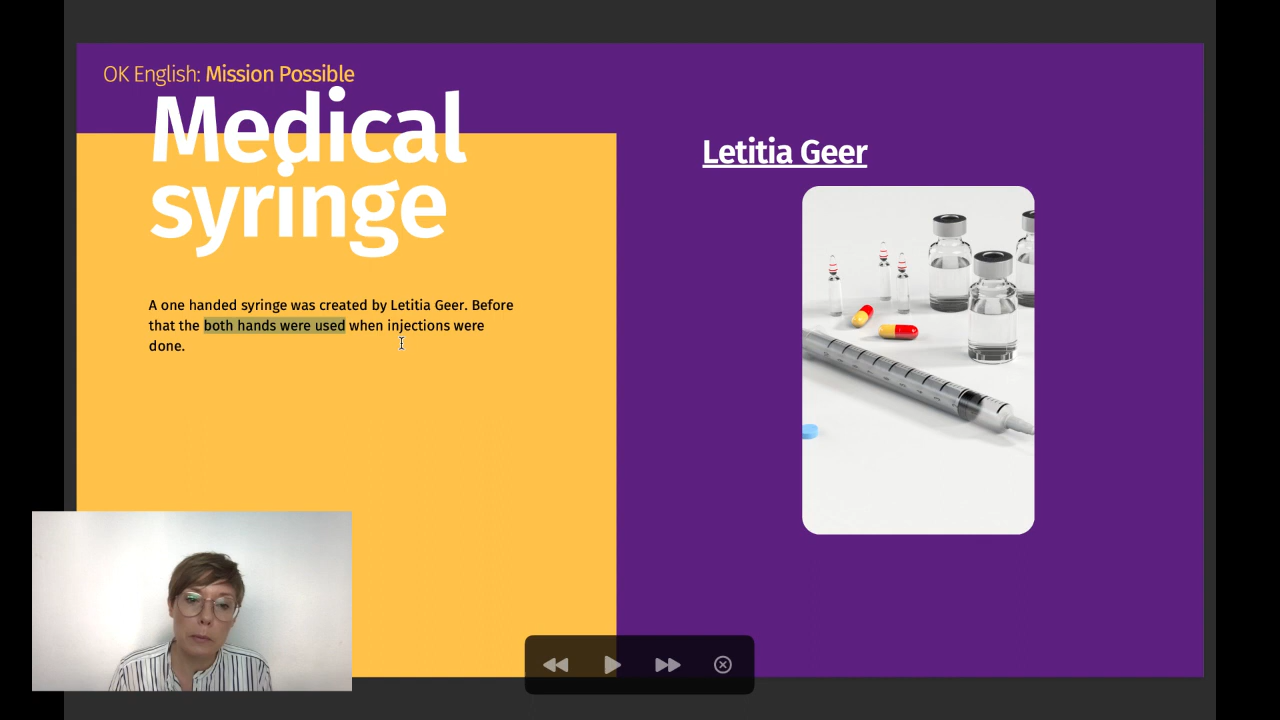 OK English: Mission Possible
Medical
syringe
A one handed syringe was created by Letitia Geer. Before
that the both hands were used when injections were
done.
Letitia Geer